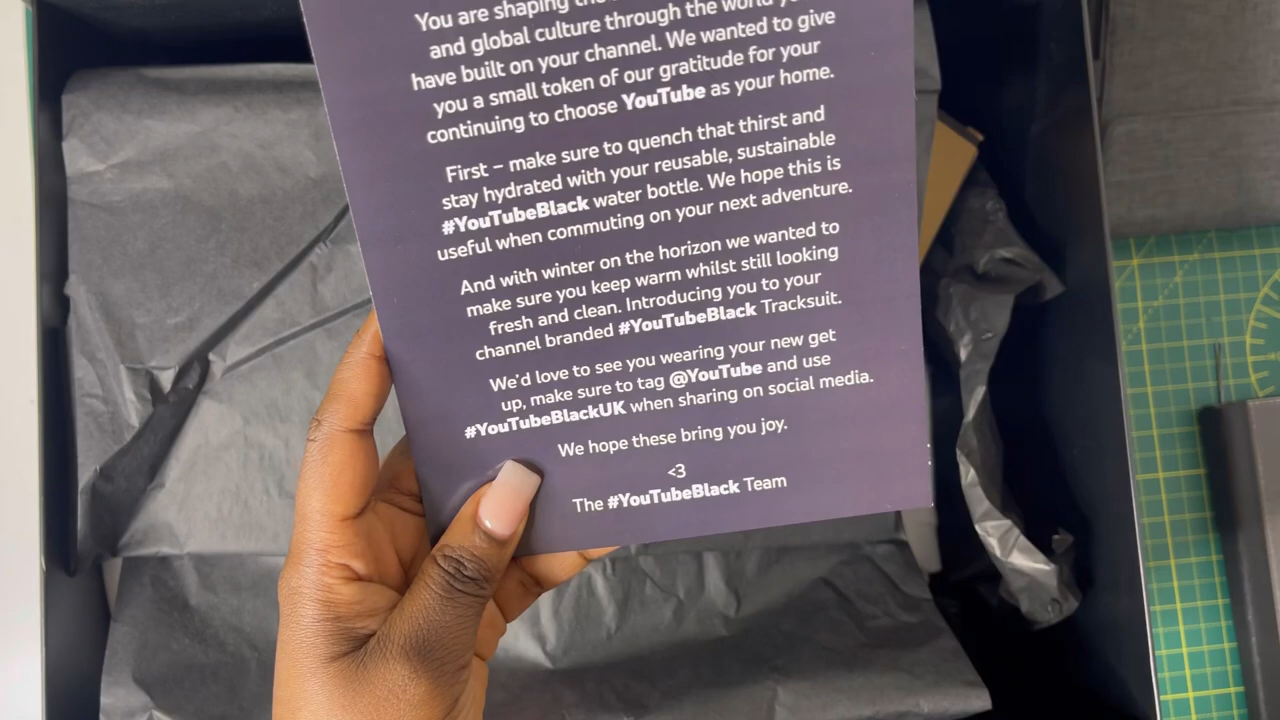 You are shaping the
and global culture through the world
have built on your channel. We wanted to give
you a small token of our gratitude for your
continuing to choose YouTube as your home.
First – make sure to quench that thirst and
stay hydrated with your reusable, sustainable
#YouTubeBlack water bottle. We hope this is
useful when commuting on your next adventure.
And with winter on the horizon we wanted to
make sure you keep warm whilst still looking
fresh and clean. Introducing you to your
channel branded #YouTubeBlack Tracksuit.
We'd love to see you wearing your new get
up, make sure to tag @YouTube and use
#YouTubeBlackUK when sharing on social media.
We hope these bring you joy.
<3
The #YouTubeBlack Team